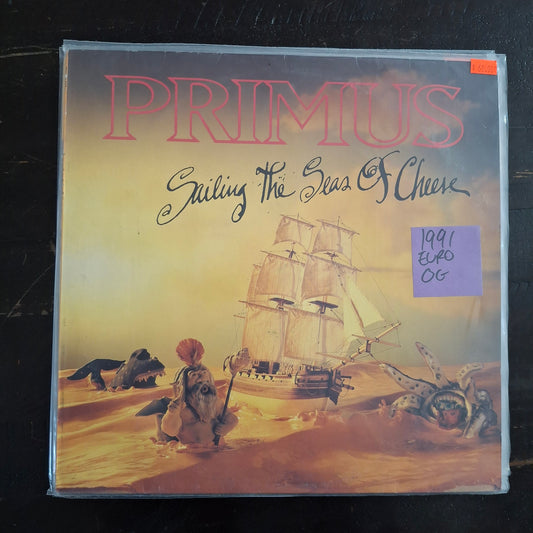 PRIMUS
Sailing The Seas Of Cheese
1991
EURO
OG